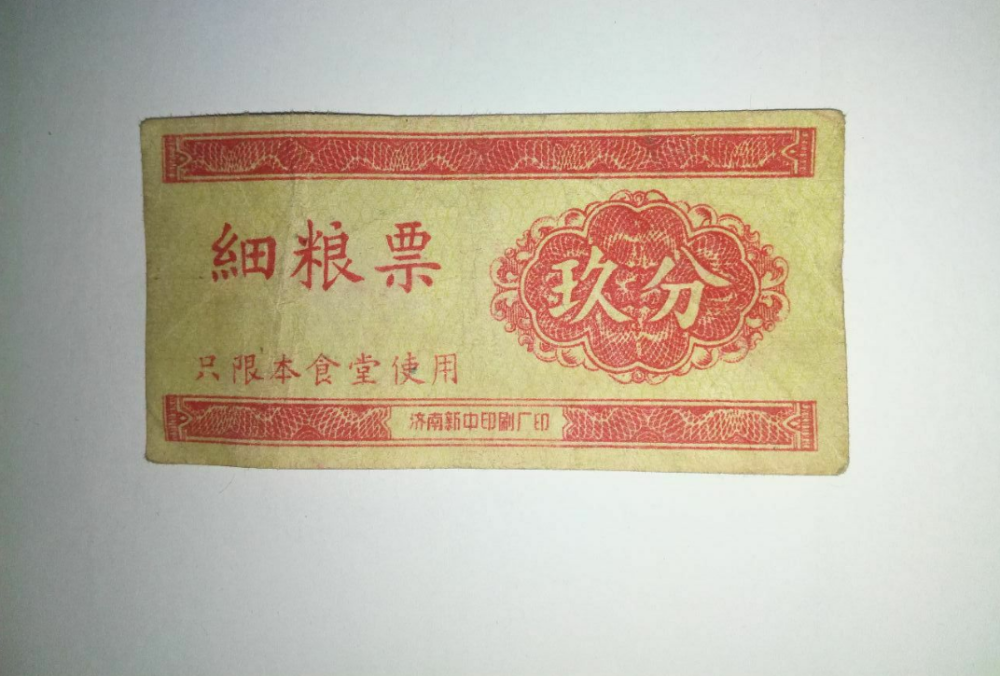 細粮票
玖分
只限本食堂使用
济南新中印刷厂印